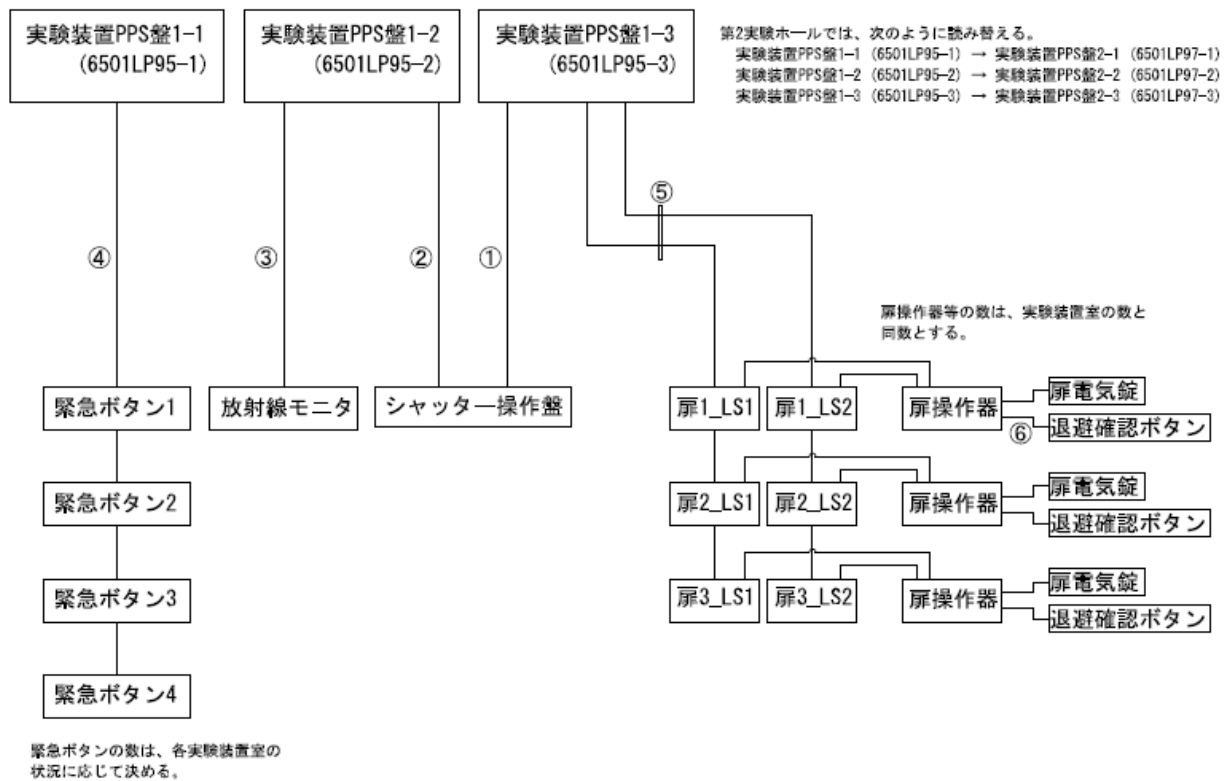 実験装置PPS盤1-1
(6501LP95-1)
実験装置PPS盤1-2
(6501LP95-2)
実験装置PPS盤1-3
(6501LP95-3)
第2実験ホールでは、次のように読み替える。
実験装置PPS盤1-1 (6501LP95-1) → 実験装置PPS盤2-1 (6501LP97-1)
実験装置PPS盤1-2 (6501LP95-2) → 実験装置PPS盤2-2 (6501LP97-2)
実験装置PPS盤1-3 (6501LP95-3) → 実験装置PPS盤2-3 (6501LP97-3)
⑤
④
③
②
①
扉操作器等の数は、実験装置室の数と
同数とする。
緊急ボタン1
放射線モニタ
シャッター操作盤
扉1_LS1
扉1_LS2
扉操作器
扉電気錠
⑥
退避確認ボタン
緊急ボタン2
扉2_LS1
扉2_LS2
扉操作器
扉電気錠
退避確認ボタン
緊急ボタン3
扉3_LS1
扉3_LS2
扉操作器
扉電気錠
退避確認ボタン
緊急ボタン4
緊急ボタンの数は、各実験装置室の
状況に応じて決める。